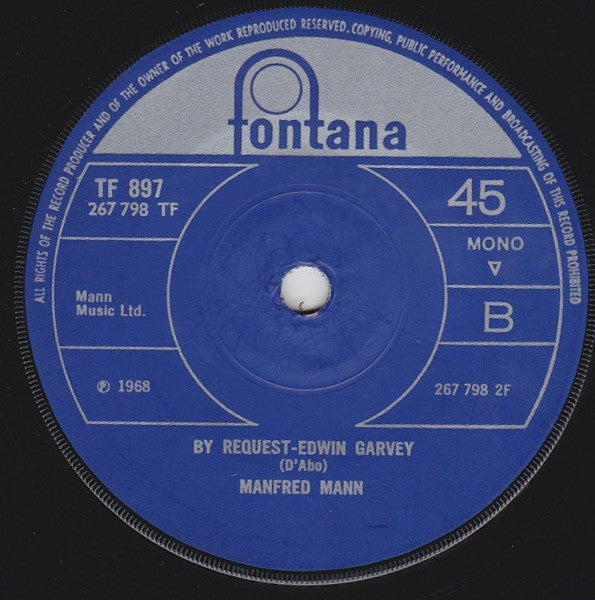 ALL RIGHTS OF THE RECORD PRODUCER AND OF THE OWNER OF THE WORK REPRODUCED RESERVED. COPYING, PUBLIC PERFORMANCE AND BROADCASTING OF THIS RECORD PROHIBITED
fontana
TF 897
267 798 TF
45
MONO
B
Mann
Music Ltd.
℗ 1968
267 798 2F
BY REQUEST-EDWIN GARVEY
(D'Abo)
MANFRED MANN